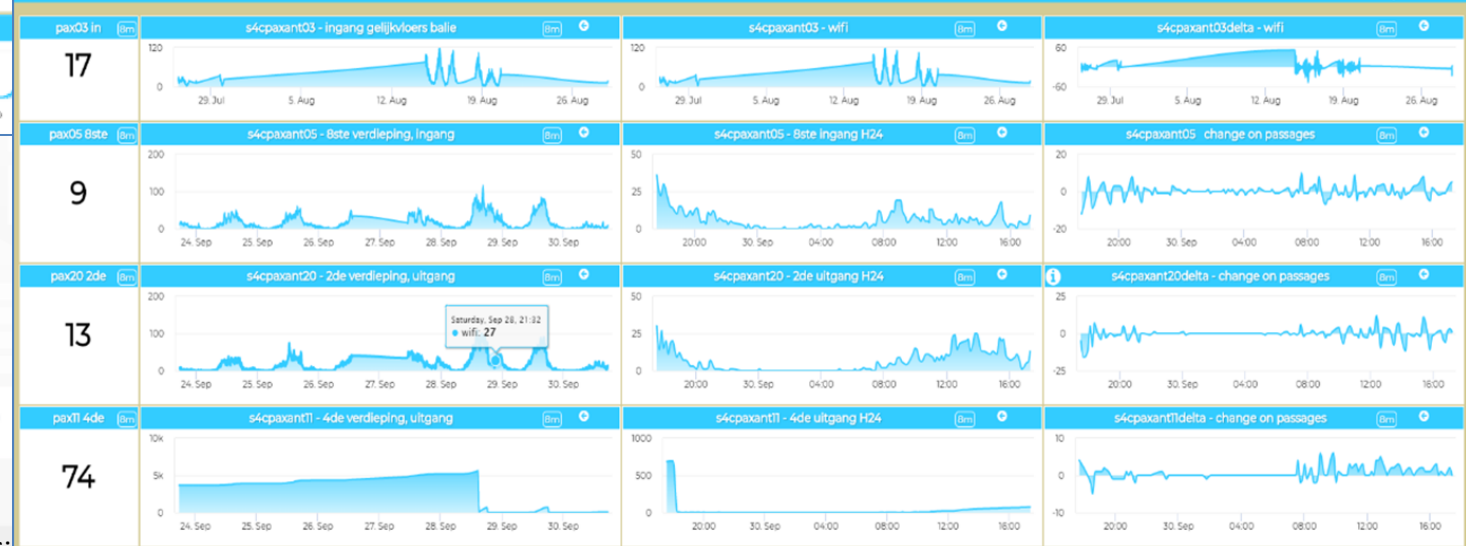 pax03 in 8m s4cpaxant03 - ingang gelijkvloers balie 8m s4cpaxant03 - wifi 8m s4cpaxant03delta - wifi 8m
17
120 120 60
0 0 -60
29. Jul 5. Aug 12. Aug 19. Aug 26. Aug 29. Jul 5. Aug 12. Aug 19. Aug 26. Aug 29. Jul 5. Aug 12. Aug 19. Aug 26. Aug
pax05 8ste 8m s4cpaxant05 - 8ste verdieping, ingang 8m s4cpaxant05 - 8ste ingang H24 8m s4cpaxant05 change on passages 8m
9
200 50 20
100 25 0
0 0 -20
24. Sep 25. Sep 26. Sep 27. Sep 28. Sep 29. Sep 30. Sep 20:00 30. Sep 04:00 08:00 12:00 16:00 20:00 30. Sep 04:00 08:00 12:00 16:00
pax20 2de 8m s4cpaxant20 - 2de verdieping, uitgang 8m s4cpaxant20 - 2de uitgang H24 8m s4cpaxant20delta - change on passages 8m
13
200 50 25
Saturday, Sep 28, 21:32
wifi: 27
100 25 0
0 0 -25
24. Sep 25. Sep 26. Sep 27. Sep 28. Sep 29. Sep 30. Sep 20:00 30. Sep 04:00 08:00 12:00 16:00 20:00 30. Sep 04:00 08:00 12:00 16:00
pax11 4de 8m s4cpaxant11 - 4de verdieping, uitgang 8m s4cpaxant11 - 4de uitgang H24 8m s4cpaxant11delta - change on passages 8m
74
10k 1000 10
5k 500 0
0 0 -10
24. Sep 25. Sep 26. Sep 27. Sep 28. Sep 29. Sep 30. Sep 20:00 30. Sep 04:00 08:00 12:00 16:00 20:00 30. Sep 04:00 08:00 12:00 16:00